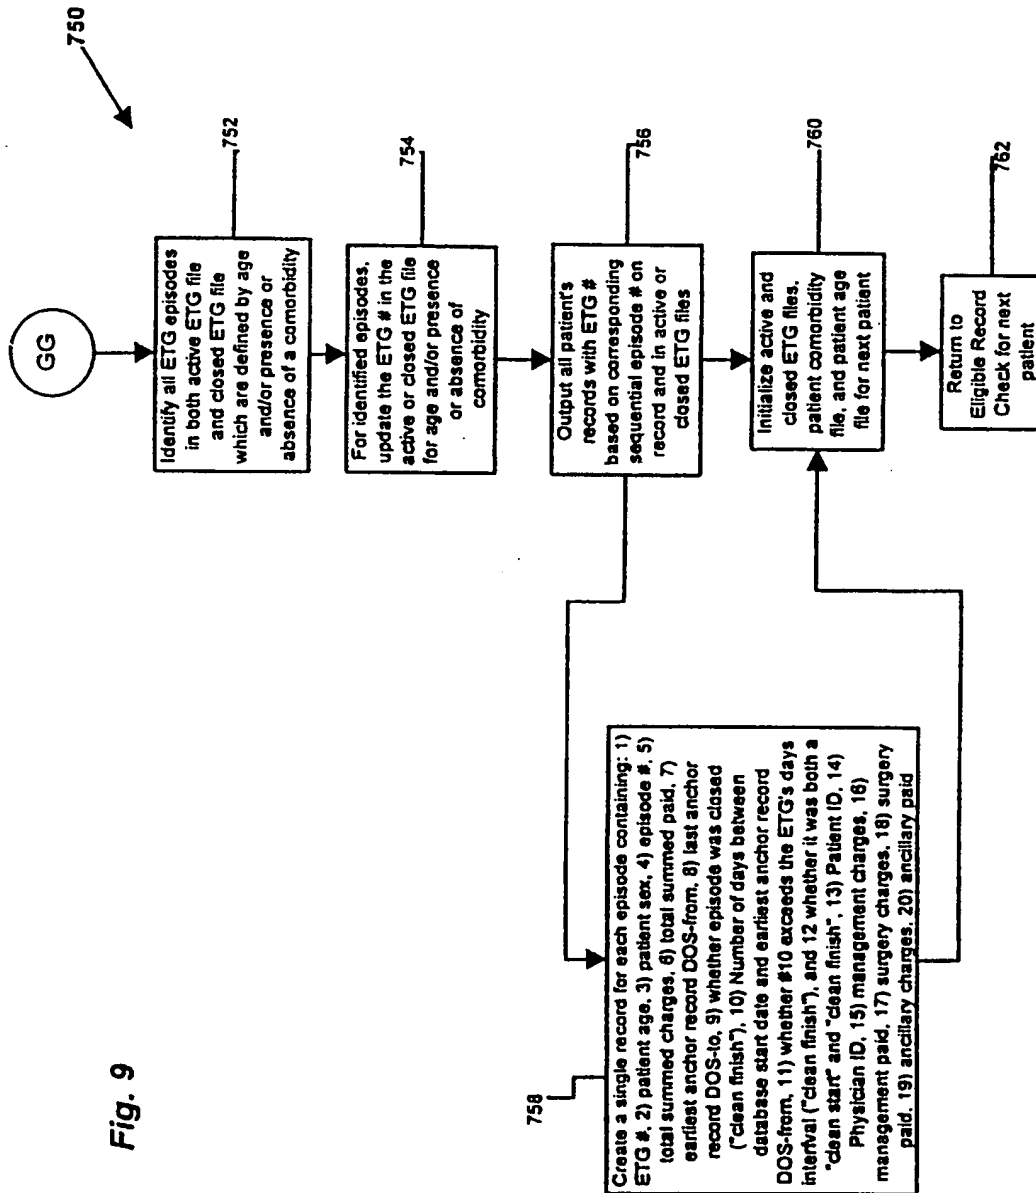 Fig. 9
750
GG
752
Identify all ETG episodes
in both active ETG file
and closed ETG file
which are defined by age
and/or presence or
absence of a comorbidity
754
For identified episodes,
update the ETG # in the
active or closed ETG file
for age and/or presence
or absence of
comorbidity
756
Output all patient's
records with ETG #
based on corresponding
sequential episode # on
record and in active or
closed ETG files
758
Create a single record for each episode containing: 1)
ETG #, 2) patient age, 3) patient sex, 4) episode #, 5)
total summed charges, 6) total summed paid, 7)
earliest anchor record DOS-from, 8) last anchor
record DOS-to, 9) whether episode was closed
("clean finish"), 10) Number of days between
database start date and earliest anchor record
DOS-from, 11) whether #10 exceeds the ETG's days
interval ("clean finish"), and 12 whether it was both a
"clean start" and "clean finish", 13) Patient ID, 14)
Physician ID, 15) management charges, 16)
management paid, 17) surgery charges, 18) surgery
paid, 19) ancillary charges, 20) ancillary paid
760
Initialize active and
closed ETG files,
patient comorbidity
file, and patient age
file for next patient
762
Return to
Eligible Record
Check for next
patient